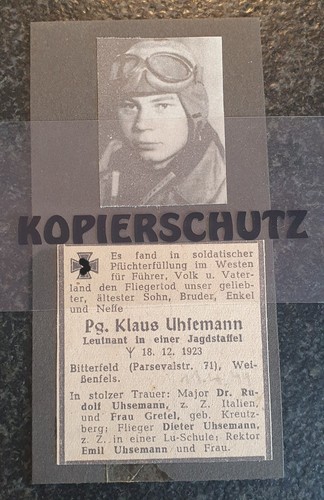 KOPIERSCHUTZ
Es fand in soldatischer
Pflichterfüllung im Westen
für Führer, Volk u. Vater-
land den Fliegertod unser gelieb-
ter, ältester Sohn, Bruder, Enkel
und Neffe
Pg. Klaus Uhsemann
Leutnant in einer Jagdstaffel
ᛉ 18. 12. 1923
Bitterfeld (Parsevalstr. 71), Wei-
ßenfels.
In stolzer Trauer: Major Dr. Ru-
dolf Uhsemann, z. Z. Italien,
und Frau Gretel, geb. Kreutz-
berg; Flieger Dieter Uhsemann,
z. Z. in einer Lu-Schule; Rektor
Emil Uhsemann und Frau.